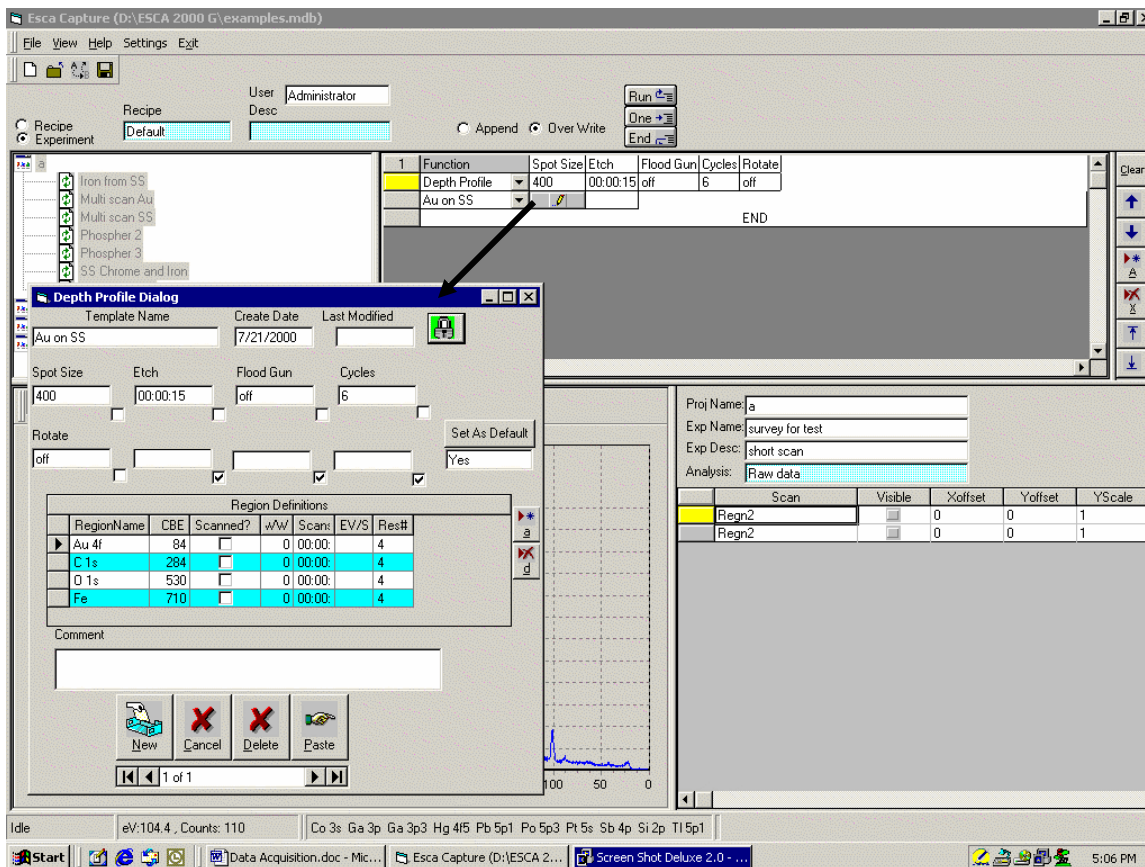 Esca Capture (D:\ESCA 2000 G\examples.mdb)
File View Help Settings Exit
User Administrator
Recipe Desc
Recipe
Experiment
Default
Append Over Write
Run
One
End
a
Iron from SS
Multi scan Au
Multi scan SS
Phospher 2
Phospher 3
SS Chrome and Iron
1 Function Spot Size Etch Flood Gun Cycles Rotate
Depth Profile 400 00:00:15 off 6 off
Au on SS
END
Clear
A
X
Depth Profile Dialog
Template Name Create Date Last Modified
Au on SS 7/21/2000
Spot Size Etch Flood Gun Cycles
400 00:00:15 off 6
Rotate
off
Set As Default
Yes
Region Definitions
RegionName CBE Scanned? Scan EV/S Res#
Au 4f 84 0 00:00: 4
C 1s 284 0 00:00: 4
O 1s 530 0 00:00: 4
Fe 710 0 00:00: 4
a
d
Comment
New Cancel Delete Paste
1 of 1
100 50 0
Proj Name: a
Exp Name: survey for test
Exp Desc: short scan
Analysis: Raw data
Scan Visible Xoffset Yoffset YScale
Regn2 0 0 1
Regn2 0 0 1
Idle eV:104.4 , Counts: 110 Co 3s Ga 3p Ga 3p3 Hg 4f5 Pb 5p1 Po 5p3 Pt 5s Sb 4p Si 2p Tl 5p1
Start Data Acquisition.doc - Mic... Esca Capture (D:\ESCA 2... Screen Shot Deluxe 2.0 - ... 5:06 PM